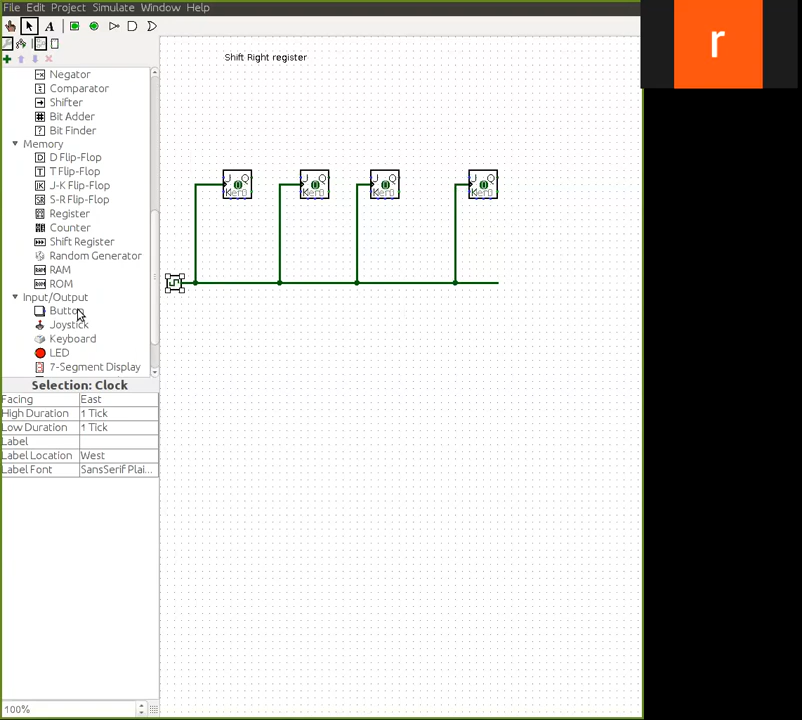 File Edit Project Simulate Window Help
A
Negator
Comparator
Shifter
Bit Adder
Bit Finder
Memory
D Flip-Flop
T Flip-Flop
J-K Flip-Flop
S-R Flip-Flop
Register
Counter
Shift Register
Random Generator
RAM
ROM
Input/Output
Button
Joystick
Keyboard
LED
7-Segment Display
Selection: Clock
Facing East
High Duration 1 Tick
Low Duration 1 Tick
Label
Label Location West
Label Font SansSerif Plai...
100%
Shift Right register
J Q J Q J Q J Q
r